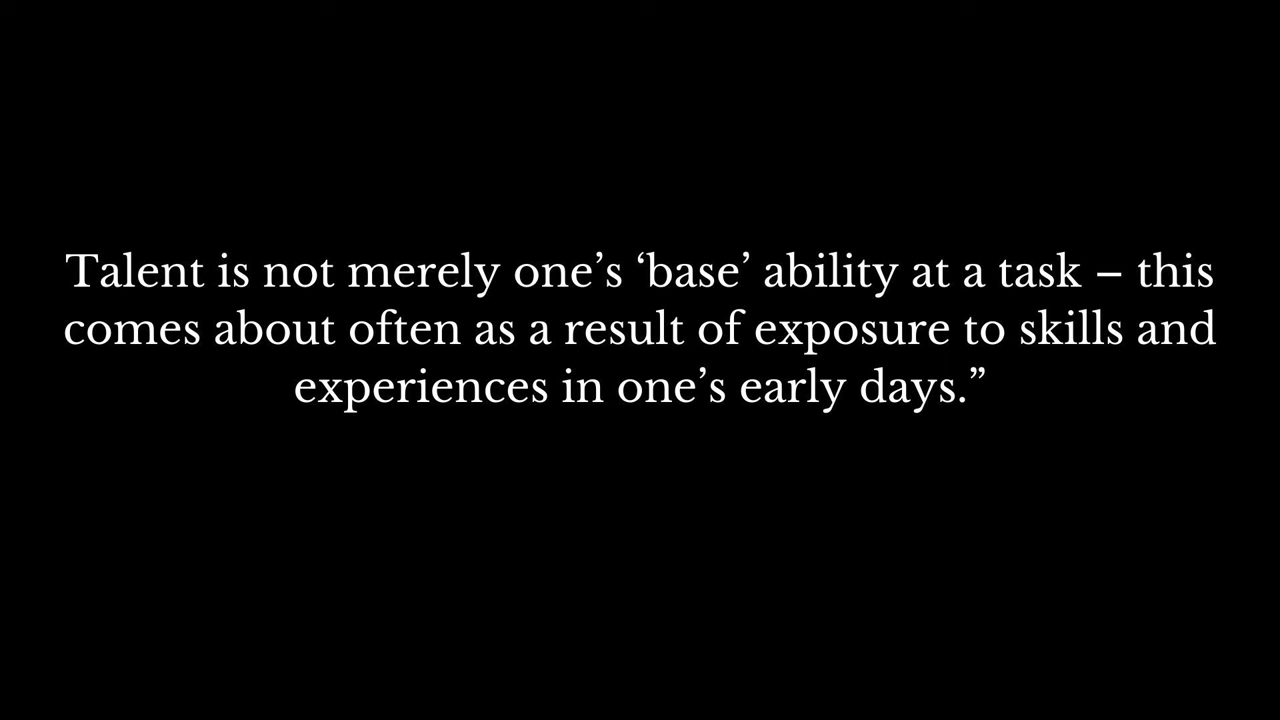 Talent is not merely one’s ‘base’ ability at a task – this
comes about often as a result of exposure to skills and
experiences in one’s early days.”